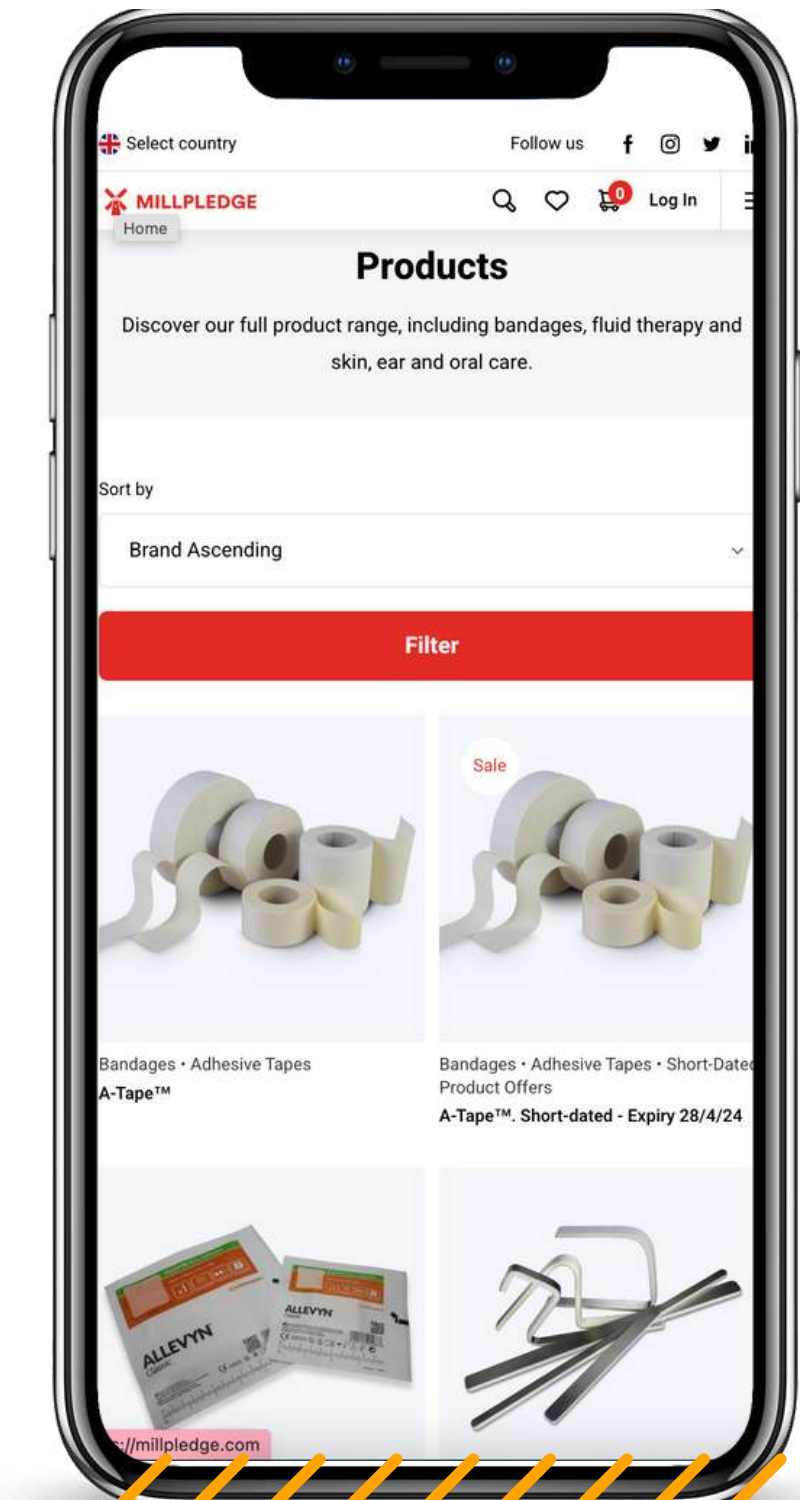 Select country
Follow us
MILLPLEDGE
0
Log In
Home
Products
Discover our full product range, including bandages, fluid therapy and
skin, ear and oral care.
Sort by
Brand Ascending
Filter
Sale
Bandages • Adhesive Tapes
A-Tape™
Bandages • Adhesive Tapes • Short-Dated
Product Offers
A-Tape™. Short-dated - Expiry 28/4/24
ALLEVYN
Classic
ALLEVYN
://millpledge.com